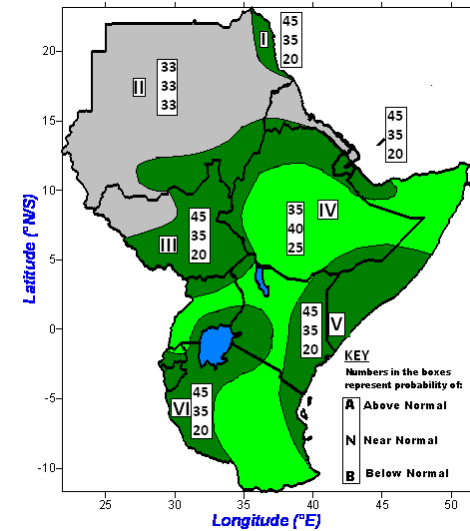 20
15
10
5
0
-5
-10
25
30
35
40
45
50
Latitude (°N/S)
Longitude (°E)
I
45
35
20
II
33
33
33
45
35
20
III
45
35
20
IV
35
40
25
V
45
35
20
VI
45
35
20
KEY
Numbers in the boxes
represent probability of:
A Above Normal
N Near Normal
B Below Normal